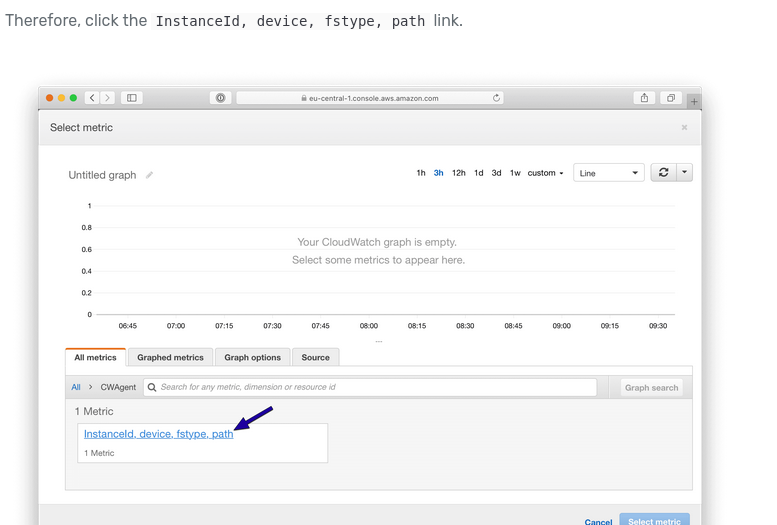 Therefore, click the InstanceId, device, fstype, path link.
eu-central-1.console.aws.amazon.com
Select metric
Untitled graph
1h 3h 12h 1d 3d 1w custom
Line
1
0.8
0.6
0.4
0.2
0
Your CloudWatch graph is empty.
Select some metrics to appear here.
06:45 07:00 07:15 07:30 07:45 08:00 08:15 08:30 08:45 09:00 09:15 09:30
All metrics Graphed metrics Graph options Source
All > CWAgent Search for any metric, dimension or resource id Graph search
1 Metric
InstanceId, device, fstype, path
1 Metric
Cancel Select metric